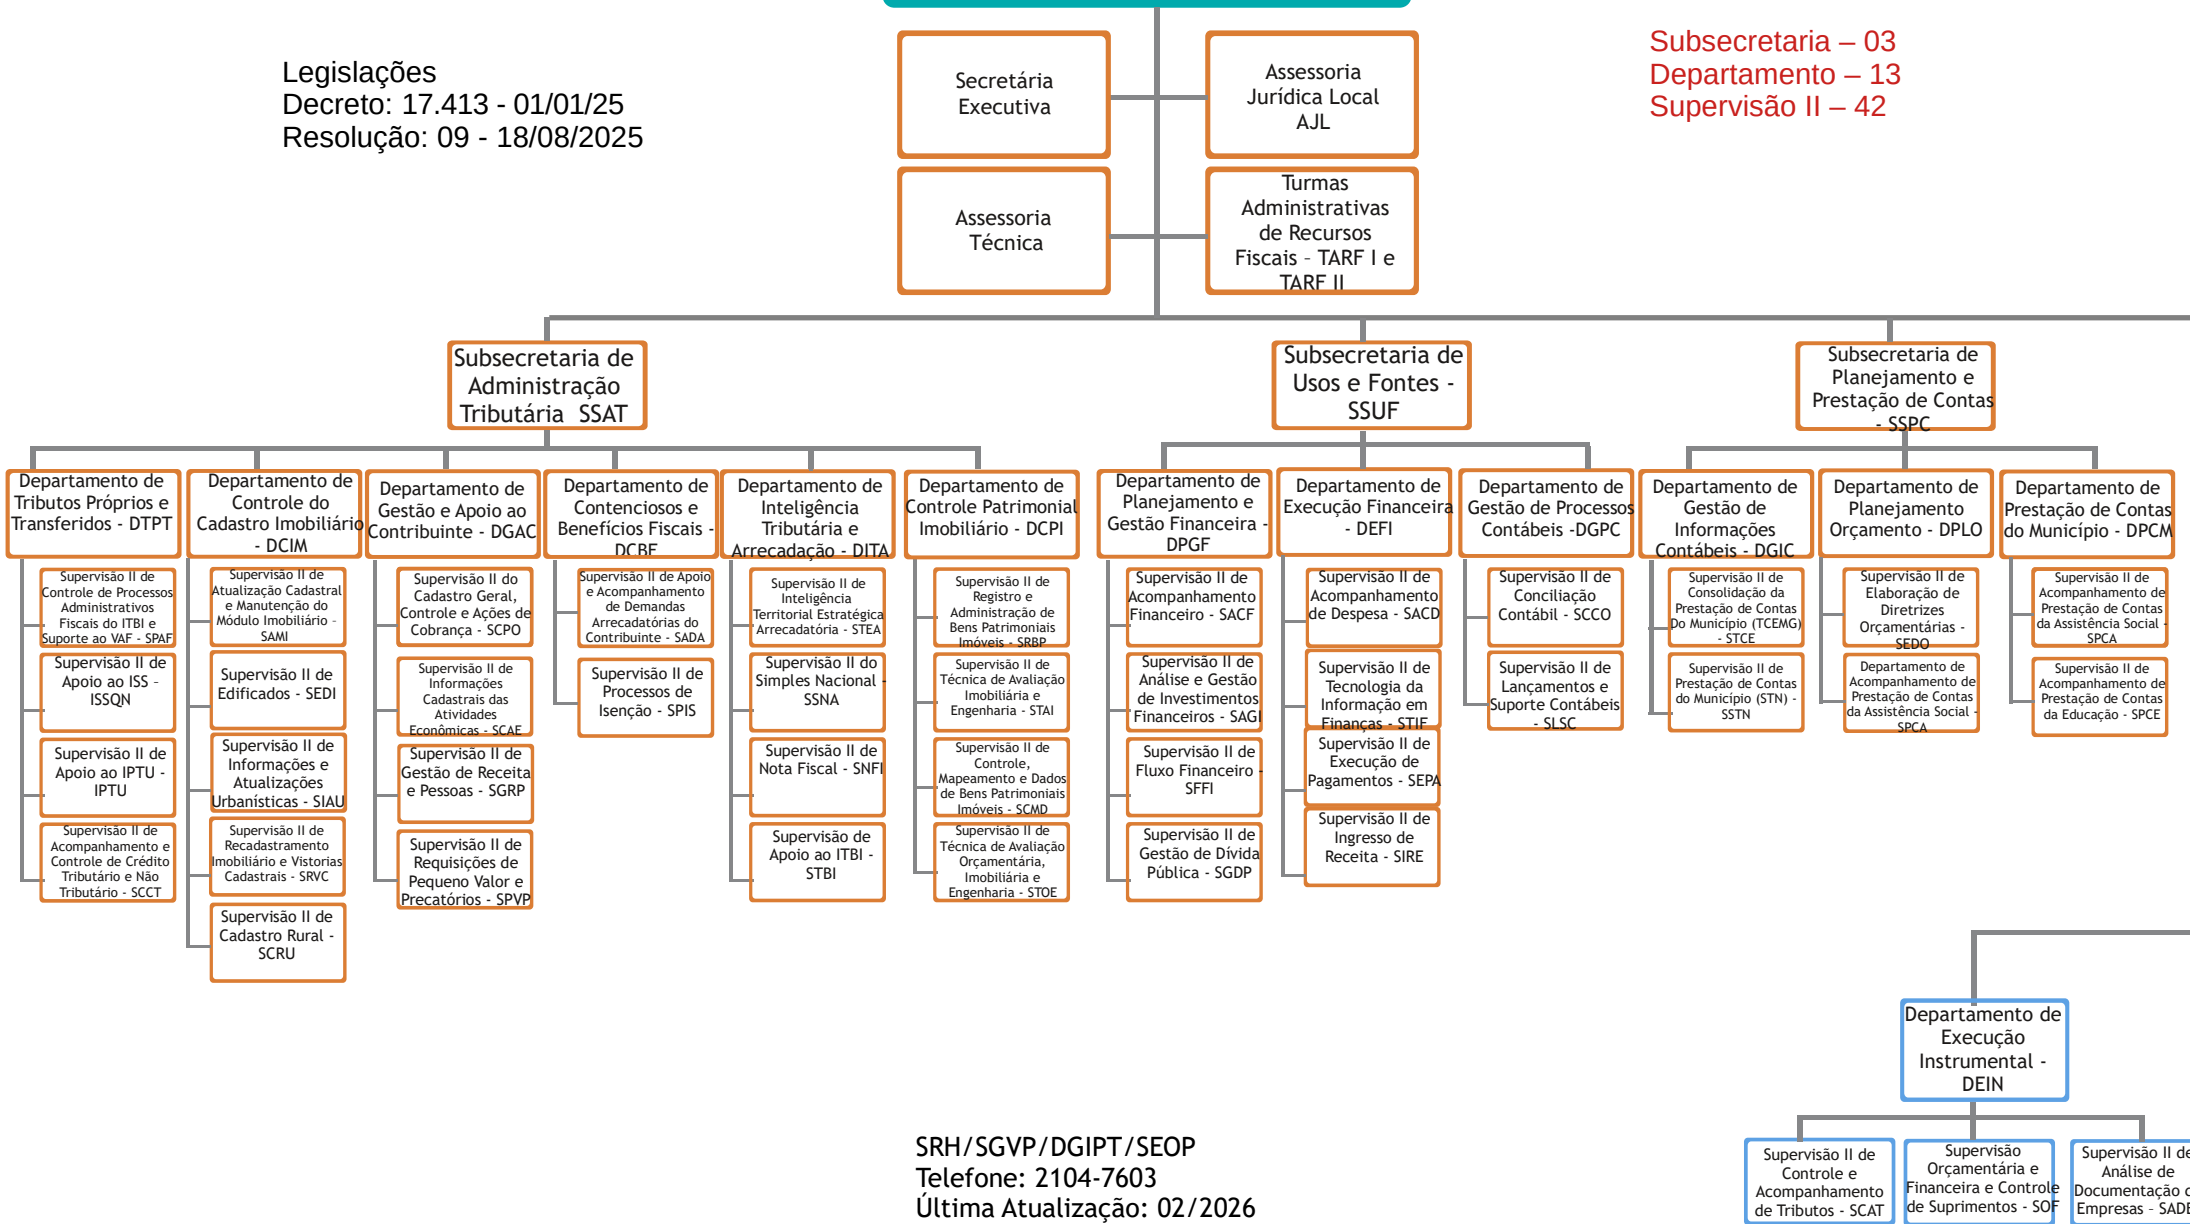 Legislações
Decreto: 17.413 - 01/01/25
Resolução: 09 - 18/08/2025
Secretária
Executiva
Assessoria
Jurídica Local
AJL
Assessoria
Técnica
Turmas
Administrativas
de Recursos
Fiscais – TARF I e
TARF II
Subsecretaria – 03
Departamento – 13
Supervisão II – 42
Subsecretaria de
Administração
Tributária  SSAT
Subsecretaria de
Usos e Fontes -
SSUF
Subsecretaria de
Planejamento e
Prestação de Contas
- SSPC
Departamento de
Tributos Próprios e
Transferidos - DTPT
Departamento de
Controle do
Cadastro Imobiliário
- DCIM
Departamento de
Gestão e Apoio ao
Contribuinte - DGAC
Departamento de
Contenciosos e
Benefícios Fiscais -
DCBF
Departamento de
Inteligência
Tributária e
Arrecadação - DITA
Departamento de
Controle Patrimonial
Imobiliário - DCPI
Departamento de
Planejamento e
Gestão Financeira -
DPGF
Departamento de
Execução Financeira
- DEFI
Departamento de
Gestão de Processos
Contábeis -DGPC
Departamento de
Gestão de
Informações
Contábeis - DGIC
Departamento de
Planejamento
Orçamento - DPLO
Departamento de
Prestação de Contas
do Município - DPCM
Supervisão II de
Controle de Processos
Administrativos
Fiscais do ITBI e
Suporte ao VAF - SPAF
Supervisão II de
Apoio ao ISS –
ISSQN
Supervisão II de
Apoio ao IPTU -
IPTU
Supervisão II de
Acompanhamento e
Controle de Crédito
Tributário e Não
Tributário - SCCT
Supervisão II de
Atualização Cadastral
e Manutenção do
Módulo Imobiliário –
SAMI
Supervisão II de
Edificados - SEDI
Supervisão II de
Informações e
Atualizações
Urbanísticas - SIAU
Supervisão II de
Recadastramento
Imobiliário e Vistorias
Cadastrais - SRVC
Supervisão II de
Cadastro Rural -
SCRU
Supervisão II do
Cadastro Geral,
Controle e Ações de
Cobrança - SCPO
Supervisão II de
Informações
Cadastrais das
Atividades
Econômicas - SCAE
Supervisão II de
Gestão de Receita
e Pessoas - SGRP
Supervisão II de
Requisições de
Pequeno Valor e
Precatórios - SPVP
Supervisão II de Apoio
e Acompanhamento
de Demandas
Arrecadatórias do
Contribuinte - SADA
Supervisão II de
Processos de
Isenção - SPIS
Supervisão II de
Inteligência
Territorial Estratégica
Arrecadatória - STEA
Supervisão II do
Simples Nacional -
SSNA
Supervisão II de
Nota Fiscal - SNFI
Supervisão de
Apoio ao ITBI -
STBI
Supervisão II de
Registro e
Administração de
Bens Patrimoniais
Imóveis - SRBP
Supervisão II de
Técnica de Avaliação
Imobiliária e
Engenharia - STAI
Supervisão II de
Controle,
Mapeamento e Dados
de Bens Patrimoniais
Imóveis - SCMD
Supervisão II de
Técnica de Avaliação
Orçamentária,
Imobiliária e
Engenharia - STOE
Supervisão II de
Acompanhamento
Financeiro - SACF
Supervisão II de
Análise e Gestão
de Investimentos
Financeiros - SAGI
Supervisão II de
Fluxo Financeiro -
SFFI
Supervisão II de
Gestão de Dívida
Pública - SGDP
Supervisão II de
Acompanhamento
de Despesa - SACD
Supervisão II de
Tecnologia da
Informação em
Finanças - STIF
Supervisão II de
Execução de
Pagamentos - SEPA
Supervisão II de
Ingresso de
Receita - SIRE
Supervisão II de
Conciliação
Contábil - SCCO
Supervisão II de
Lançamentos e
Suporte Contábeis
- SLSC
Supervisão II de
Consolidação da
Prestação de Contas
Do Município (TCEMG)
- STCE
Supervisão II de
Prestação de Contas
do Município (STN) -
SSTN
Supervisão II de
Elaboração de
Diretrizes
Orçamentárias -
SEDO
Departamento de
Acompanhamento de
Prestação de Contas
da Assistência Social -
SPCA
Supervisão II de
Acompanhamento de
Prestação de Contas
da Assistência Social -
SPCA
Supervisão II de
Acompanhamento de
Prestação de Contas
da Educação - SPCE
Departamento de
Execução
Instrumental -
DEIN
Supervisão II de
Controle e
Acompanhamento
de Tributos - SCAT
Supervisão
Orçamentária e
Financeira e Controle
de Suprimentos - SOF
Supervisão II de
Análise de
Documentação
Empresas – SADE
SRH/SGVP/DGIPT/SEOP
Telefone: 2104-7603
Última Atualização: 02/2026